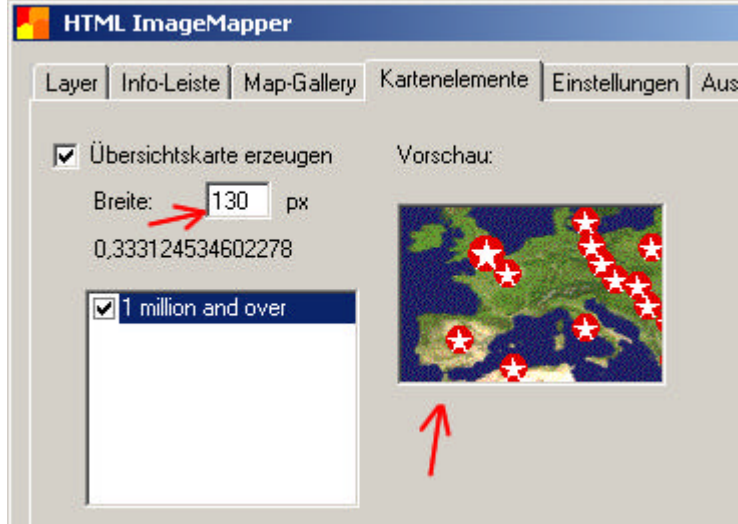 HTML ImageMapper
Layer Info-Leiste Map-Gallery Kartenelemente Einstellungen Aus
Übersichtskarte erzeugen Vorschau:
Breite: 130 px
0,333124534602278
1 million and over